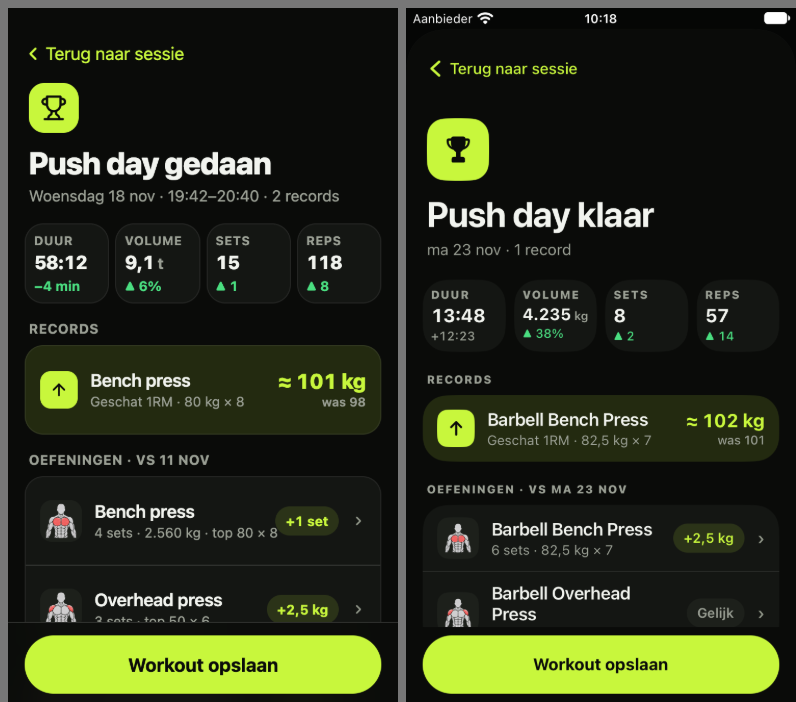 Terug naar sessie
Push day gedaan
Woensdag 18 nov · 19:42–20:40 · 2 records
DUUR
58:12
−4 min
VOLUME
9,1 t
▲ 6%
SETS
15
▲ 1
REPS
118
▲ 8
RECORDS
Bench press
Geschat 1RM · 80 kg × 8
≈ 101 kg
was 98
OEFENINGEN · VS 11 NOV
Bench press
4 sets · 2.560 kg · top 80 × 8
+1 set
Overhead press
3 sets · top 50 × 6
+2,5 kg
Workout opslaan
Aanbieder
10:18
Terug naar sessie
Push day klaar
ma 23 nov · 1 record
DUUR
13:48
+12:23
VOLUME
4.235 kg
▲ 38%
SETS
8
▲ 2
REPS
57
▲ 14
RECORDS
Barbell Bench Press
Geschat 1RM · 82,5 kg × 7
≈ 102 kg
was 101
OEFENINGEN · VS MA 23 NOV
Barbell Bench Press
6 sets · 82,5 kg × 7
+2,5 kg
Barbell Overhead
Press
Gelijk
Workout opslaan